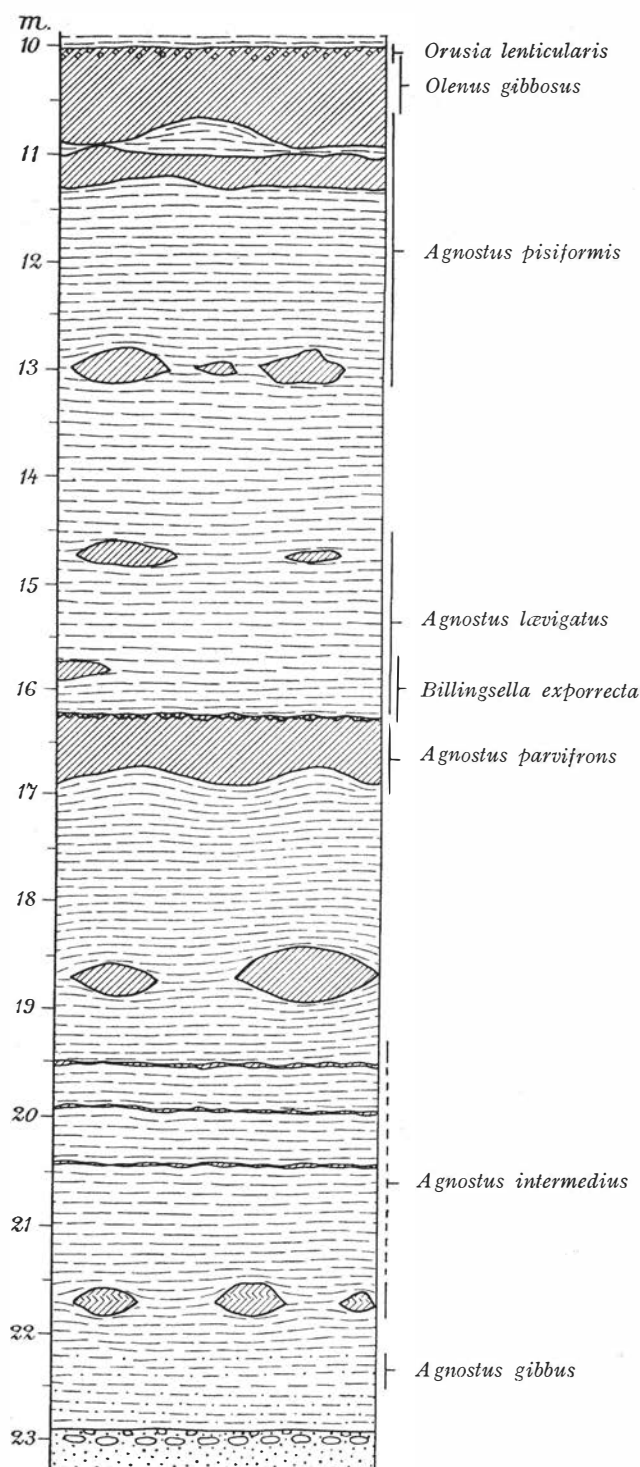 m.
10
Orusia lenticularis
Olenus gibbosus
11
12
Agnostus pisiformis
13
14
15
Agnostus lævigatus
16
Billingsella exporrecta
Agnostus parvifrons
17
18
19
20
Agnostus intermedius
21
22
Agnostus gibbus
23